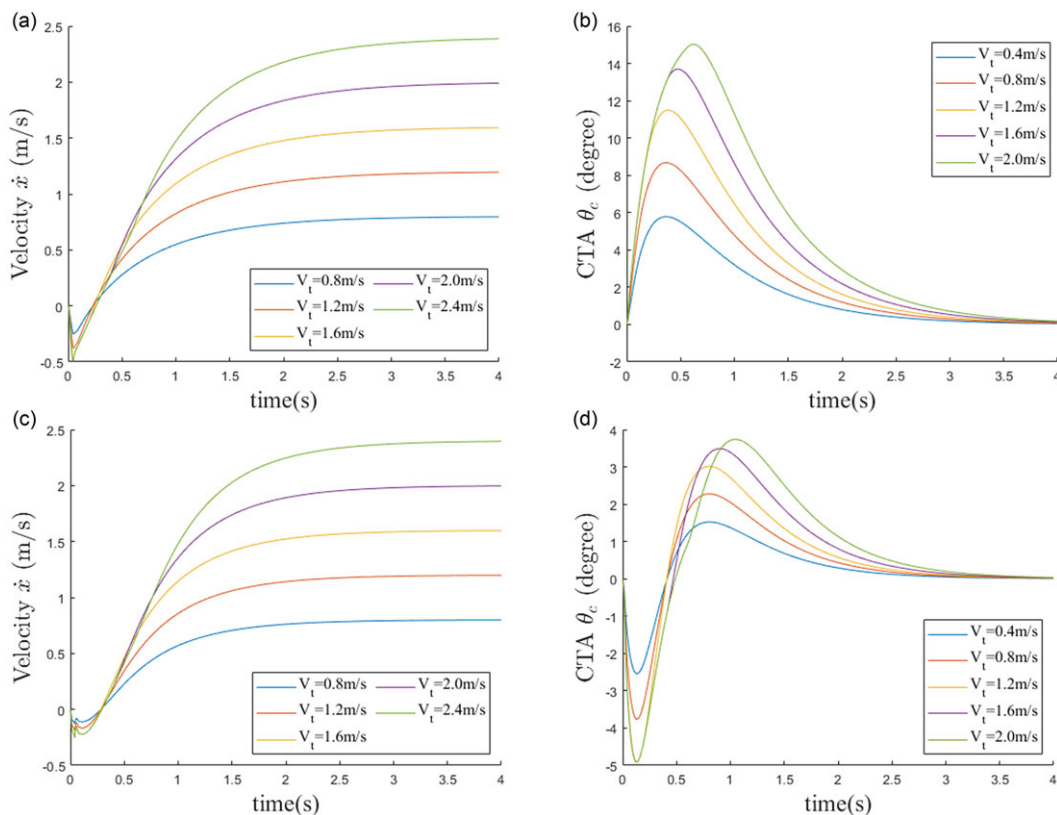 (a)
2.5
2
1.5
1
0.5
0
-0.5
Velocity ẋ (m/s)
V_t=0.8m/s V_t=2.0m/s
V_t=1.2m/s V_t=2.4m/s
V_t=1.6m/s
0 0.5 1 1.5 2 2.5 3 3.5 4
time(s)
(b)
16
14
12
10
8
6
4
2
0
-2
CTA θ_c (degree)
V_t=0.4m/s
V_t=0.8m/s
V_t=1.2m/s
V_t=1.6m/s
V_t=2.0m/s
0 0.5 1 1.5 2 2.5 3 3.5 4
time(s)
(c)
2.5
2
1.5
1
0.5
0
-0.5
Velocity ẋ (m/s)
V_t=0.8m/s V_t=2.0m/s
V_t=1.2m/s V_t=2.4m/s
V_t=1.6m/s
0 0.5 1 1.5 2 2.5 3 3.5 4
time(s)
(d)
4
3
2
1
0
-1
-2
-3
-4
-5
CTA θ_c (degree)
V_t=0.4m/s
V_t=0.8m/s
V_t=1.2m/s
V_t=1.6m/s
V_t=2.0m/s
0 0.5 1 1.5 2 2.5 3 3.5 4
time(s)